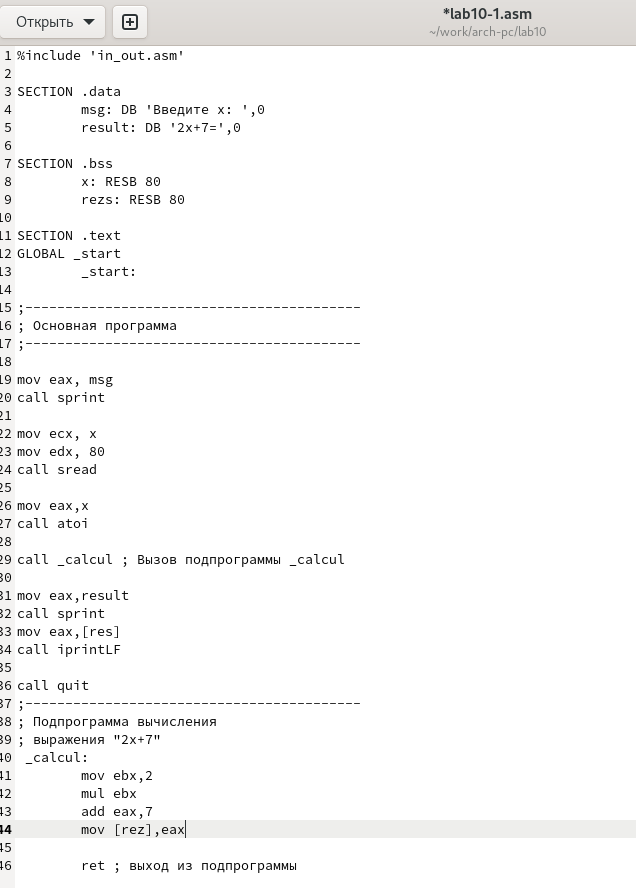 Открыть
*lab10-1.asm
~/work/arch-pc/lab10
1 %include 'in_out.asm'
2
3 SECTION .data
4 msg: DB 'Введите x: ',0
5 result: DB '2x+7=',0
6
7 SECTION .bss
8 x: RESB 80
9 rezs: RESB 80
10
11 SECTION .text
12 GLOBAL _start
13 _start:
14
15 ;------------------------------------------
16 ; Основная программа
17 ;------------------------------------------
18
19 mov eax, msg
20 call sprint
21
22 mov ecx, x
23 mov edx, 80
24 call sread
25
26 mov eax,x
27 call atoi
28
29 call _calcul ; Вызов подпрограммы _calcul
30
31 mov eax,result
32 call sprint
33 mov eax,[res]
34 call iprintLF
35
36 call quit
37 ;------------------------------------------
38 ; Подпрограмма вычисления
39 ; выражения "2x+7"
40 _calcul:
41 mov ebx,2
42 mul ebx
43 add eax,7
44 mov [rez],eax
45
46 ret ; выход из подпрограммы